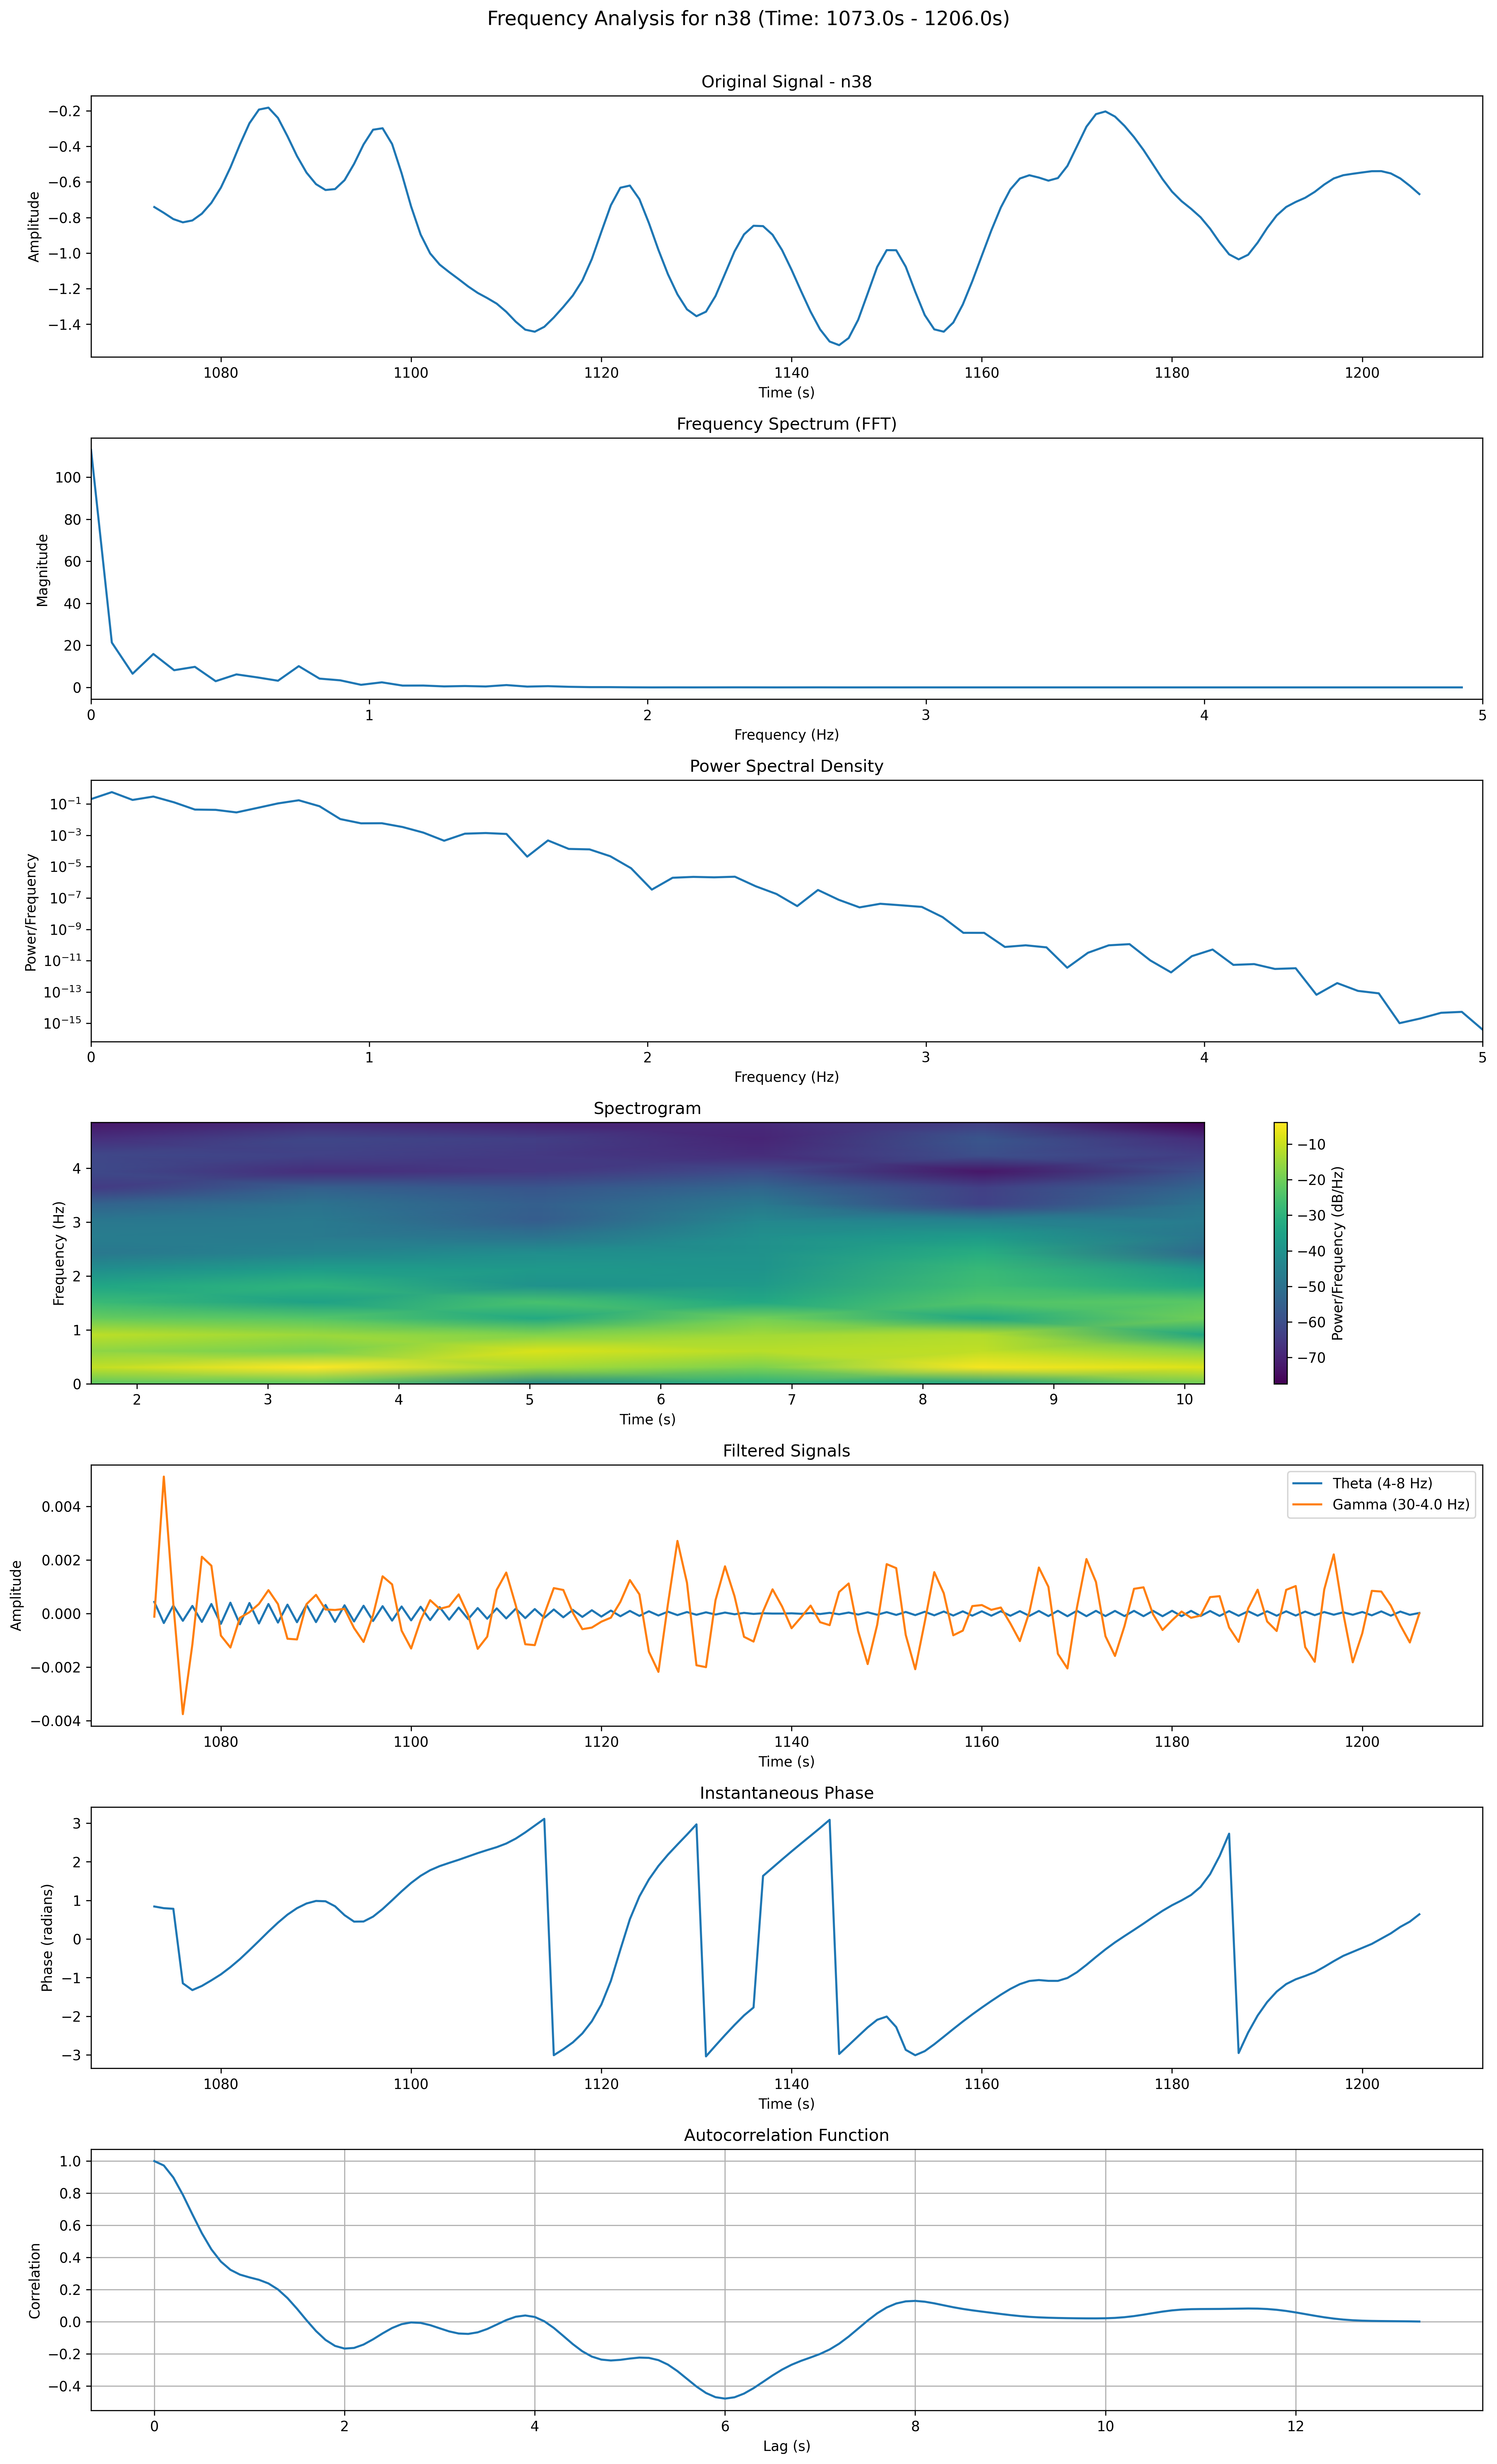 Frequency Analysis for n38 (Time: 1073.0s - 1206.0s)
Original Signal - n38
−0.2
−0.4
−0.6
−0.8
−1.0
−1.2
−1.4
Amplitude
1080 1100 1120 1140 1160 1180 1200
Time (s)
Frequency Spectrum (FFT)
100
80
60
40
20
0
Magnitude
0 1 2 3 4 5
Frequency (Hz)
Power Spectral Density
10⁻¹
10⁻³
10⁻⁵
10⁻⁷
10⁻⁹
10⁻¹¹
10⁻¹³
10⁻¹⁵
Power/Frequency
0 1 2 3 4 5
Frequency (Hz)
Spectrogram
4
3
2
1
0
Frequency (Hz)
2 3 4 5 6 7 8 9 10
Time (s)
−10
−20
−30
−40
−50
−60
−70
Power/Frequency (dB/Hz)
Filtered Signals
Theta (4-8 Hz)
Gamma (30-4.0 Hz)
0.004
0.002
0.000
−0.002
−0.004
Amplitude
1080 1100 1120 1140 1160 1180 1200
Time (s)
Instantaneous Phase
3
2
1
0
−1
−2
−3
Phase (radians)
1080 1100 1120 1140 1160 1180 1200
Time (s)
Autocorrelation Function
1.0
0.8
0.6
0.4
0.2
0.0
−0.2
−0.4
Correlation
0 2 4 6 8 10 12
Lag (s)